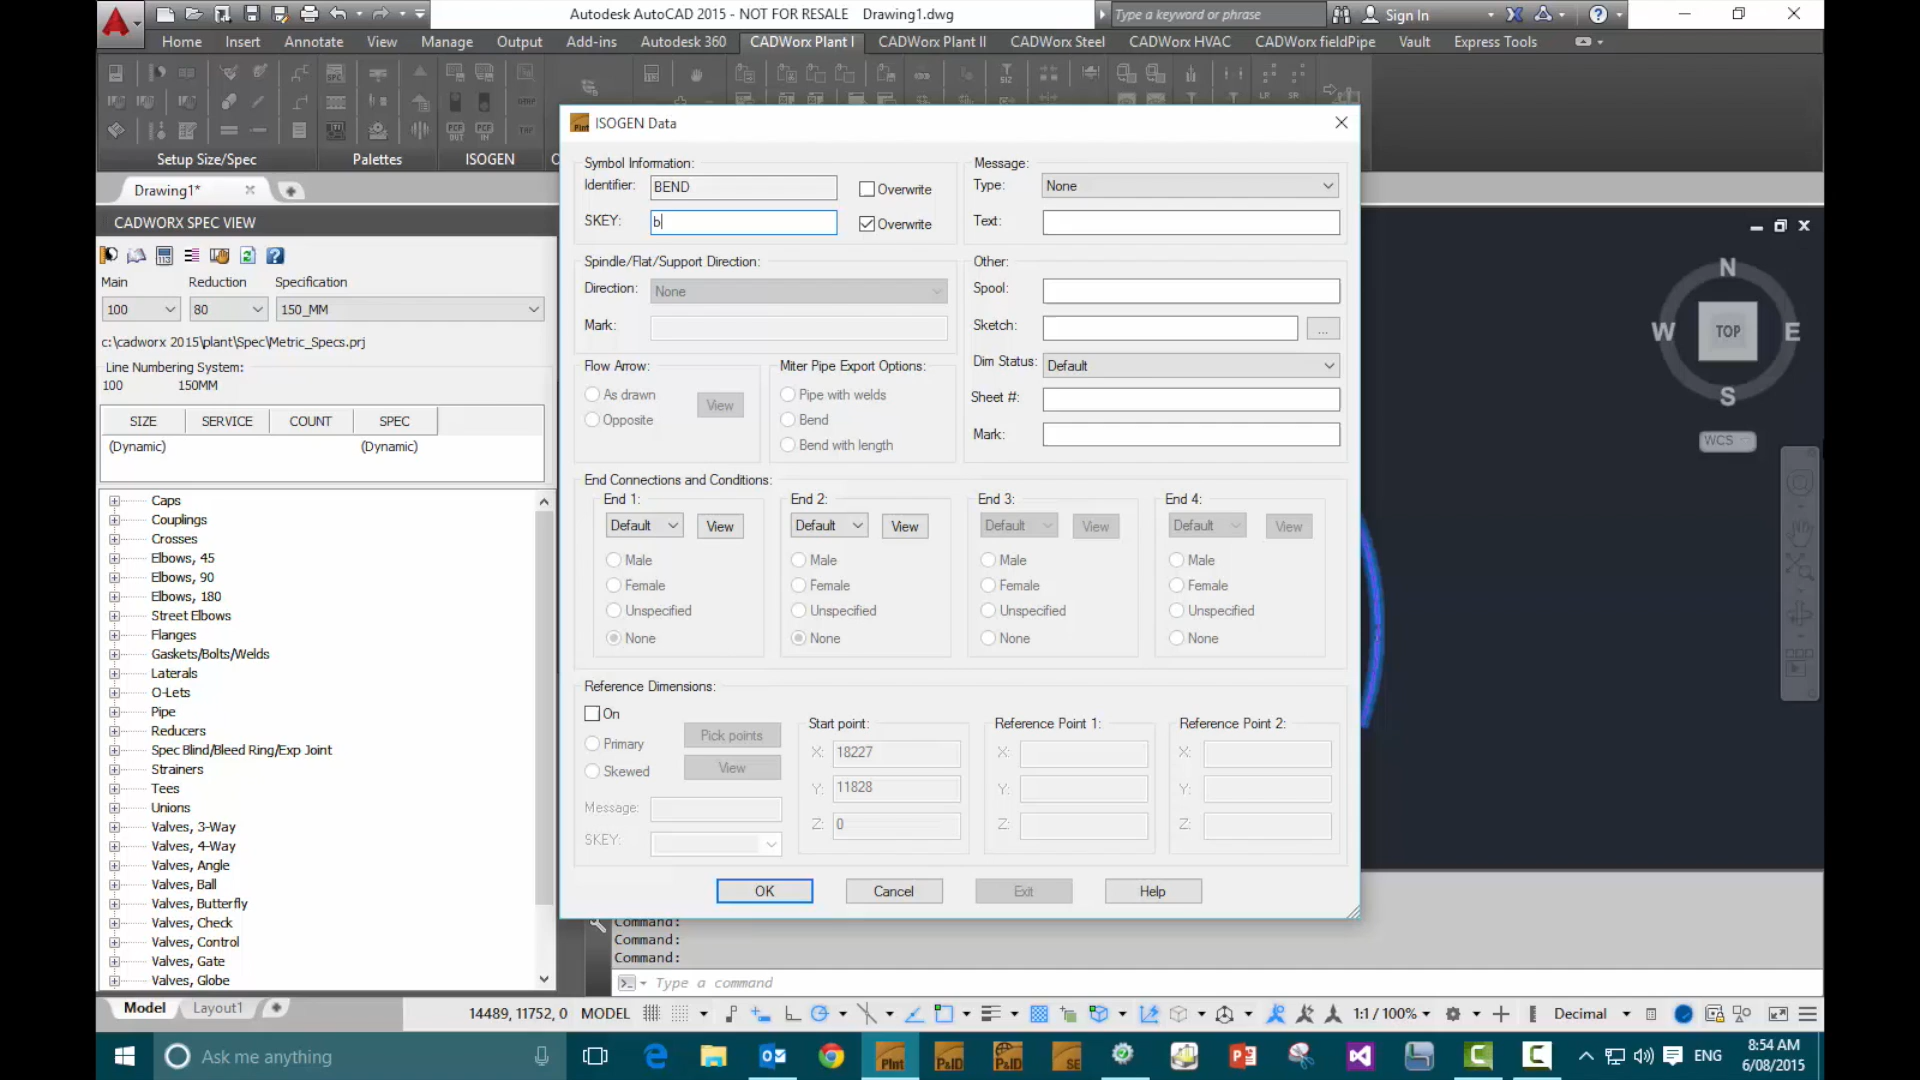 Autodesk AutoCAD 2015 - NOT FOR RESALE Drawing1.dwg
Type a keyword or phrase
Sign In
Home Insert Annotate View Manage Output Add-ins Autodesk 360 CADWorx Plant I CADWorx Plant II CADWorx Steel CADWorx HVAC CADWorx fieldPipe Vault Express Tools
Setup Size/Spec Palettes ISOGEN
Drawing1*
CADWORX SPEC VIEW
Main Reduction Specification
100 80 150_MM
c:\cadworx 2015\plant\Spec\Metric_Specs.prj
Line Numbering System:
100 150MM
SIZE SERVICE COUNT SPEC
(Dynamic) (Dynamic)
Caps
Couplings
Crosses
Elbows, 45
Elbows, 90
Elbows, 180
Street Elbows
Flanges
Gaskets/Bolts/Welds
Laterals
O-Lets
Pipe
Reducers
Spec Blind/Bleed Ring/Exp Joint
Strainers
Tees
Unions
Valves, 3-Way
Valves, 4-Way
Valves, Angle
Valves, Ball
Valves, Butterfly
Valves, Check
Valves, Control
Valves, Gate
Valves, Globe
ISOGEN Data
Symbol Information:
Identifier: BEND Overwrite
SKEY: b Overwrite
Message:
Type: None
Text:
Spindle/Flat/Support Direction:
Direction: None
Mark:
Other:
Spool:
Sketch: ...
Dim Status: Default
Sheet #:
Mark:
Flow Arrow:
As drawn
Opposite
View
Miter Pipe Export Options:
Pipe with welds
Bend
Bend with length
End Connections and Conditions:
End 1: End 2: End 3: End 4:
Default View Default View Default View Default View
Male Male Male Male
Female Female Female Female
Unspecified Unspecified Unspecified Unspecified
None None None None
Reference Dimensions:
On
Primary
Skewed
Pick points
View
Message:
SKEY:
Start point: Reference Point 1: Reference Point 2:
X: 18227 X: X:
Y: 11828 Y: Y:
Z: 0 Z: Z:
OK Cancel Exit Help
N
W TOP E
S
WCS
Command:
Command:
Command:
Type a command
Model Layout1
14489, 11752, 0 MODEL 1:1 / 100% Decimal
Ask me anything
ENG
8:54 AM
6/08/2015